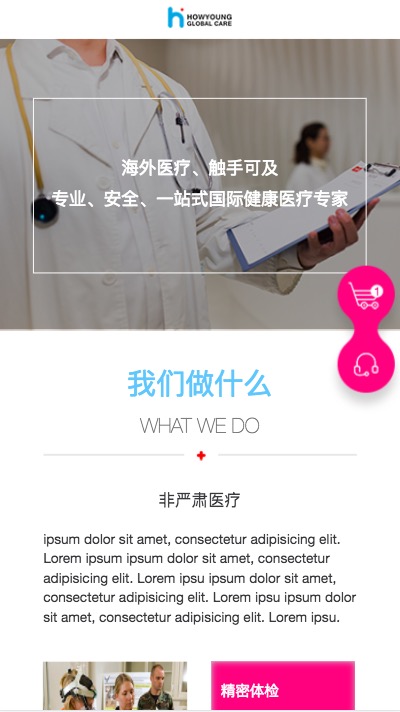 HOWYOUNG
GLOBAL CARE
海外医疗、触手可及
专业、安全、一站式国际健康医疗专家
1
我们做什么
WHAT WE DO
非严肃医疗
ipsum dolor sit amet, consectetur adipisicing elit.
Lorem ipsum ipsum dolor sit amet, consectetur
adipisicing elit. Lorem ipsu ipsum dolor sit amet,
consectetur adipisicing elit. Lorem ipsu ipsum dolor
sit amet, consectetur adipisicing elit. Lorem ipsu.
精密体检